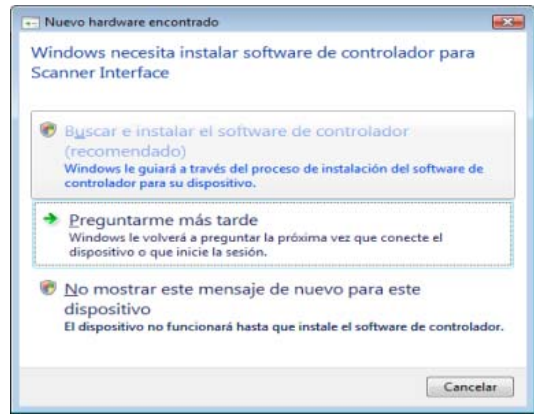 Nuevo hardware encontrado
Windows necesita instalar software de controlador para
Scanner Interface
Buscar e instalar el software de controlador
(recomendado)
Windows le guiará a través del proceso de instalación del software de
controlador para su dispositivo.
Preguntarme más tarde
Windows le volverá a preguntar la próxima vez que conecte el
dispositivo o que inicie la sesión.
No mostrar este mensaje de nuevo para este
dispositivo
El dispositivo no funcionará hasta que instale el software de controlador.
Cancelar